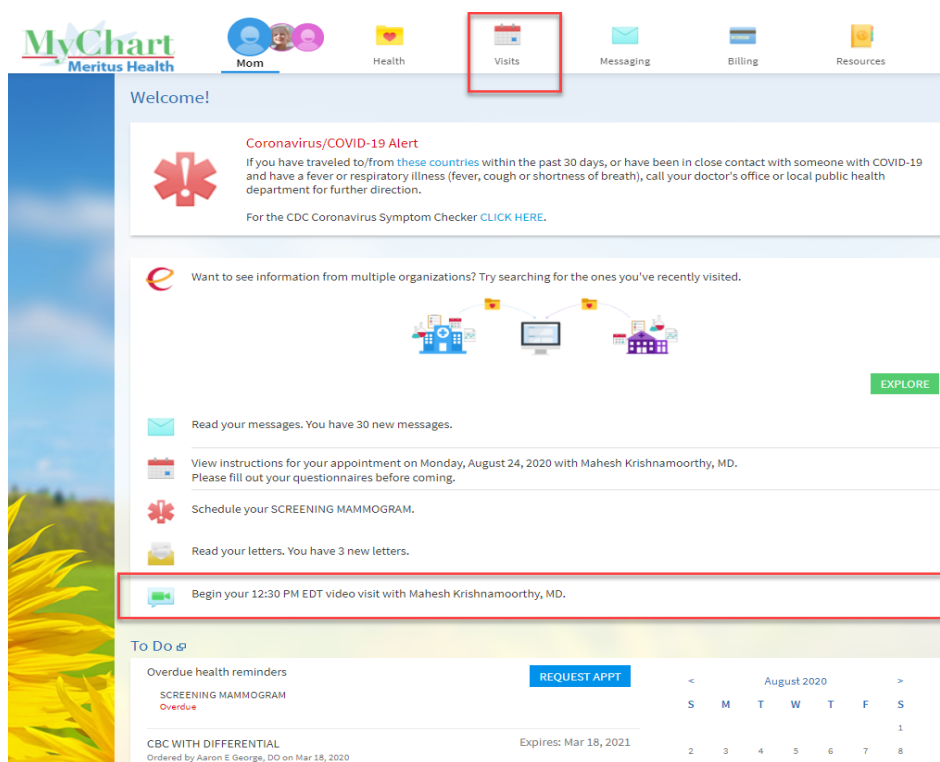 MyChart
Meritus Health
Mom
Health
Visits
Messaging
Billing
Resources
Welcome!
Coronavirus/COVID-19 Alert
If you have traveled to/from these countries within the past 30 days, or have been in close contact with someone with COVID-19
and have a fever or respiratory illness (fever, cough or shortness of breath), call your doctor's office or local public health
department for further direction.
For the CDC Coronavirus Symptom Checker CLICK HERE.
Want to see information from multiple organizations? Try searching for the ones you've recently visited.
EXPLORE
Read your messages. You have 30 new messages.
View instructions for your appointment on Monday, August 24, 2020 with Mahesh Krishnamoorthy, MD.
Please fill out your questionnaires before coming.
Schedule your SCREENING MAMMOGRAM.
Read your letters. You have 3 new letters.
Begin your 12:30 PM EDT video visit with Mahesh Krishnamoorthy, MD.
To Do
Overdue health reminders
REQUEST APPT
SCREENING MAMMOGRAM
Overdue
CBC WITH DIFFERENTIAL
Expires: Mar 18, 2021
Ordered by Aaron E George, DO on Mar 18, 2020
< August 2020 >
S M T W T F S
1
2 3 4 5 6 7 8